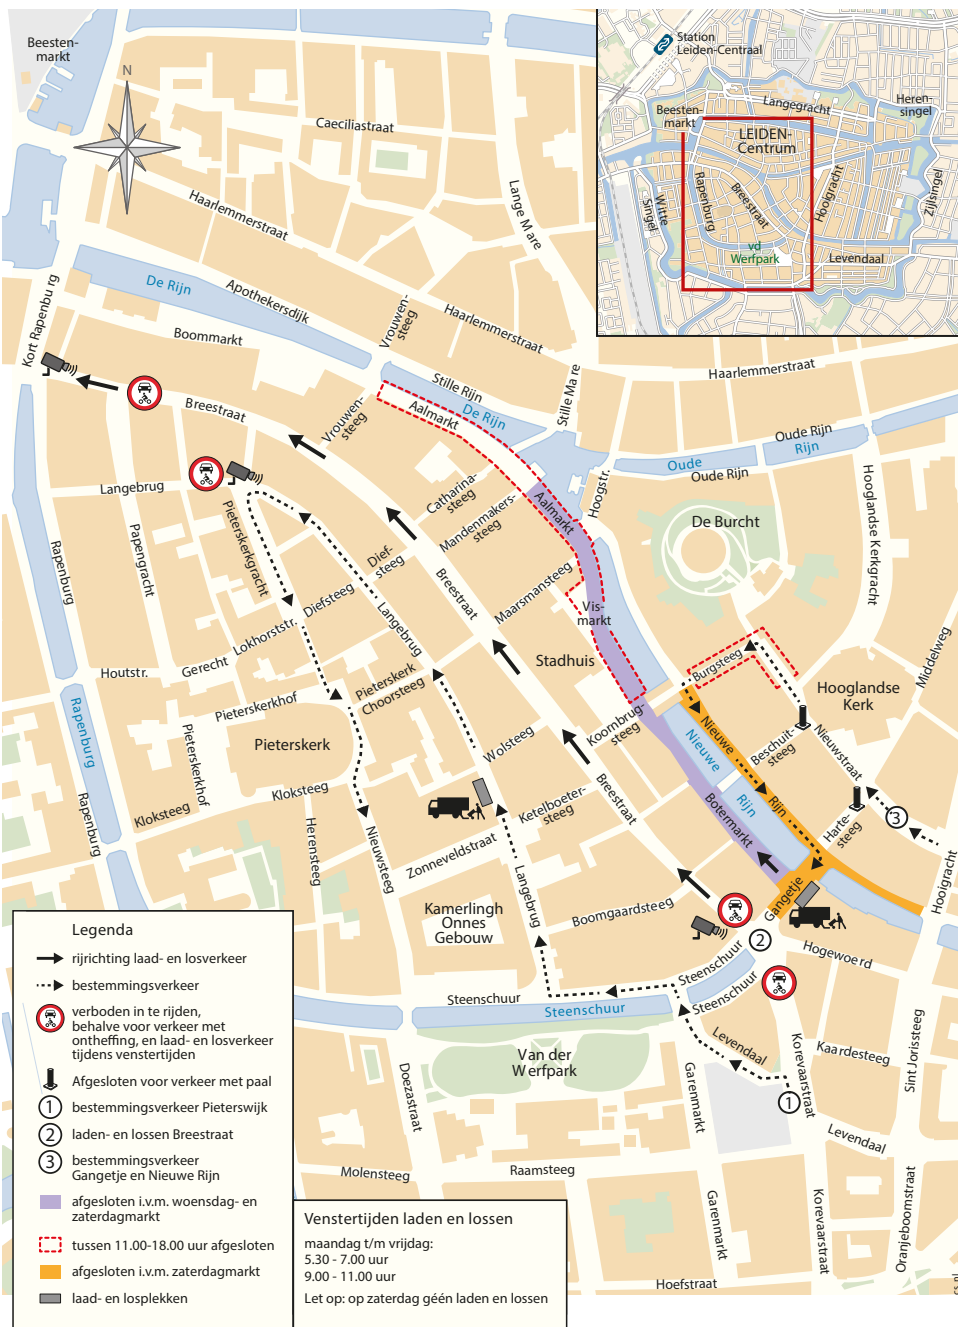 Beesten-
markt
N
Caeciliastraat
Haarlemmerstraat
Lange Mare
Station
Leiden-Centraal
Beesten-
markt
Langegracht
Heren-
singel
LEIDEN-
Centrum
Rapenburg
Breestraat
Hooigracht
Zijlsingel
Witte
Singel
vd
Werfpark
Levendaal
Kort Rapenburg
De Rijn
Apothekersdijk
Boommarkt
Vrouwen-
steeg
Haarlemmerstraat
Stille Mare
Haarlemmerstraat
Stille Rijn
De Rijn
Aalmarkt
Breestraat
Vrouwen-
steeg
Oude Rijn
Rijn
Oude
Oude Rijn
Hoogstr.
Hooglandse Kerkgracht
Langebrug
Catharina-
steeg
Mandenmakers-
steeg
Aalmarkt
De Burcht
Pieterskerkgracht
Papengracht
Rapenburg
Dief-
steeg
Diefsteeg
Breestraat
Langebrug
Maarsmansteeg
Vis-
markt
Lokhorststr.
Gerecht
Houtstr.
Stadhuis
Burgsteeg
Middelweg
Hooglandse
Kerk
Pieterskerk
Choorsteeg
Pieterskerkhof
Pieterskerk
Pieterskerkhof
Rapenburg
Koornbrug-
steeg
Nieuwe
Nieuwe
Beschuit-
steeg
Nieuwstraat
Wolsteeg
Kloksteeg
Kloksteeg
Rapenburg
Ketelboeter-
steeg
Breestraat
Botermarkt
Rijn
Rijn
Harte-
steeg
3
Herensteeg
Nieuwsteeg
Zonneveldstraat
Langebrug
Hooigracht
Gangetje
Kamerlingh
Onnes
Gebouw
Boomgaardsteeg
2
Hogewoerd
Steenschuur
Steenschuur
Steenschuur
Steenschuur
Levendaal
Korevaarstraat
Kaardesteeg
Sint Jorissteeg
Van der
Werfpark
Doezastraat
Garenmarkt
1
Levendaal
Molensteeg
Raamsteeg
Garenmarkt
Korevaarstraat
Oranjeboomstraat
Hoefstraat
Legenda
rijrichting laad- en losverkeer
bestemmingsverkeer
verboden in te rijden,
behalve voor verkeer met
ontheffing, en laad- en losverkeer
tijdens venstertijden
Afgesloten voor verkeer met paal
1 bestemmingsverkeer Pieterswijk
2 laden- en lossen Breestraat
3 bestemmingsverkeer
Gangetje en Nieuwe Rijn
afgesloten i.v.m. woensdag- en
zaterdagmarkt
tussen 11.00-18.00 uur afgesloten
afgesloten i.v.m. zaterdagmarkt
laad- en losplekken
Venstertijden laden en lossen
maandag t/m vrijdag:
5.30 - 7.00 uur
9.00 - 11.00 uur
Let op: op zaterdag géén laden en lossen